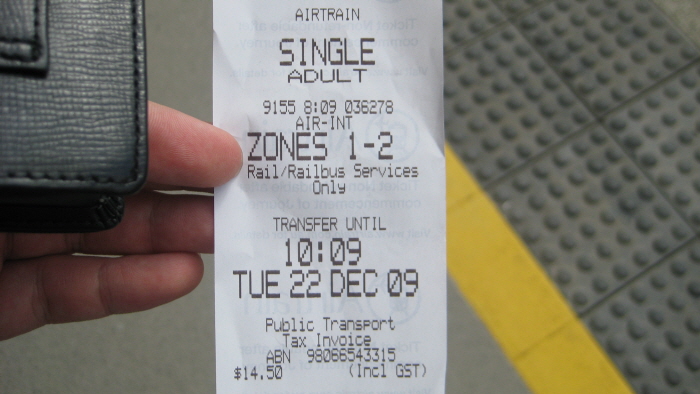 AIRTRAIN
SINGLE
ADULT
9155 8:09 036278
AIR-INT
ZONES 1-2
Rail/Railbus Services
Only
TRANSFER UNTIL
10:09
TUE 22 DEC 09
Public Transport
Tax Invoice
ABN 98066543315
$14.50 (Incl GST)